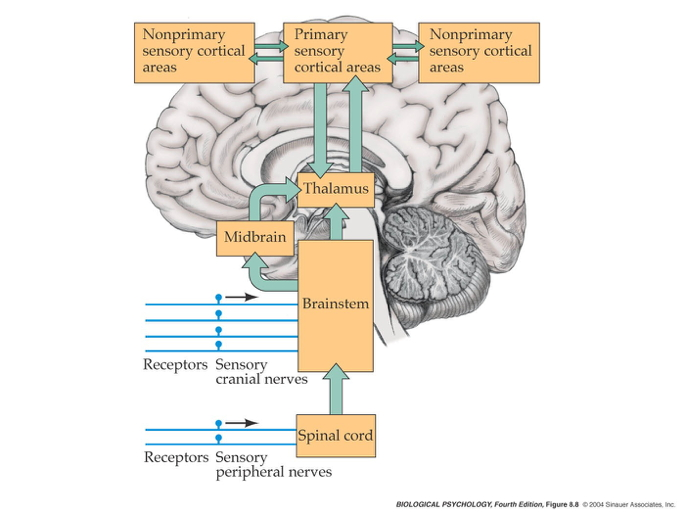 Nonprimary
sensory cortical
areas
Primary
sensory
cortical areas
Nonprimary
sensory cortical
areas
Thalamus
Midbrain
Brainstem
Receptors
Sensory
cranial nerves
Spinal cord
Receptors
Sensory
peripheral nerves
BIOLOGICAL PSYCHOLOGY, Fourth Edition, Figure 8.8 © 2004 Sinauer Associates, Inc.